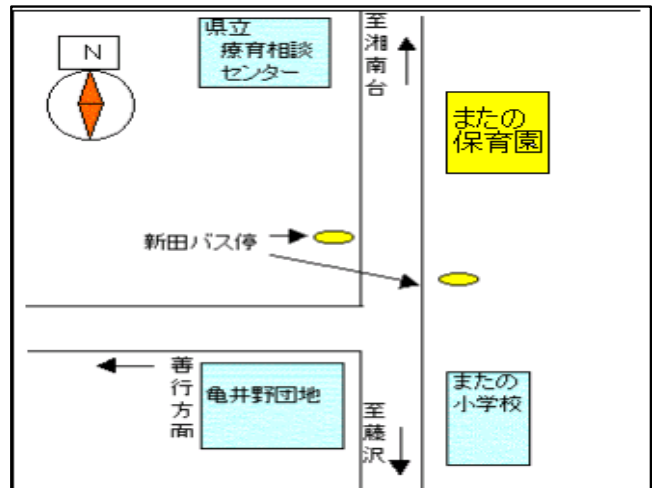 県立
療育相談
センター
至湘南台
N
またの
保育園
新田バス停
善行方面
亀井野団地
至藤沢
またの
小学校